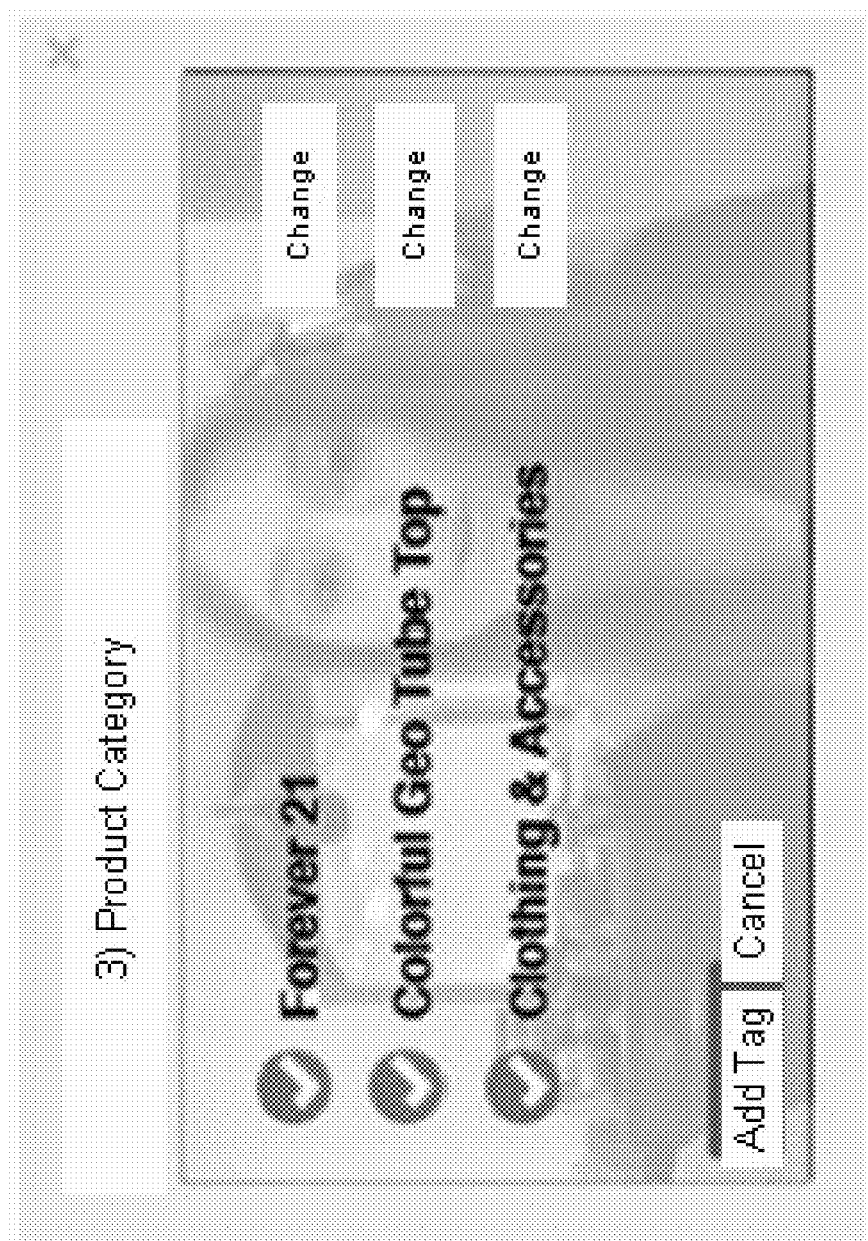 3) Product Category
Forever 21 Change
Colorful Geo Tube Top Change
Clothing & Accessories Change
Add Tag Cancel